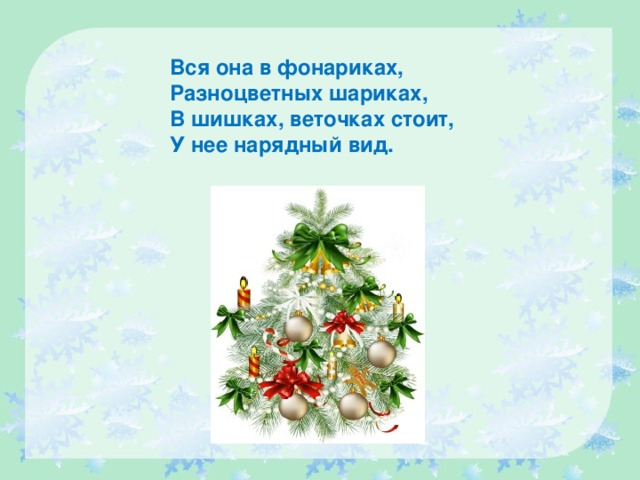 Вся она в фонариках,
Разноцветных шариках,
В шишках, веточках стоит,
У нее нарядный вид.